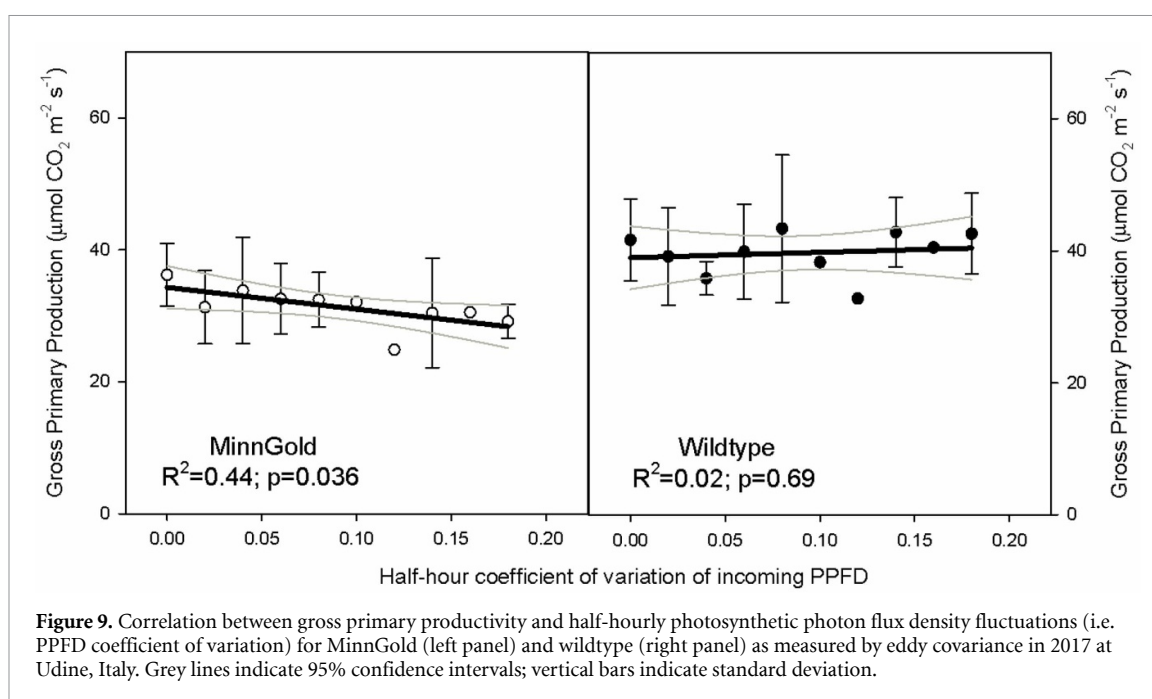 Gross Primary Production (µmol CO₂ m⁻² s⁻¹)
60
40
20
0
MinnGold
R²=0.44; p=0.036
0.00 0.05 0.10 0.15 0.20
Wildtype
R²=0.02; p=0.69
0.00 0.05 0.10 0.15 0.20
60
40
20
0
Gross Primary Production (µmol CO₂ m⁻² s⁻¹)
Half-hour coefficient of variation of incoming PPFD
Figure 9. Correlation between gross primary productivity and half-hourly photosynthetic photon flux density fluctuations (i.e.
PPFD coefficient of variation) for MinnGold (left panel) and wildtype (right panel) as measured by eddy covariance in 2017 at
Udine, Italy. Grey lines indicate 95% confidence intervals; vertical bars indicate standard deviation.